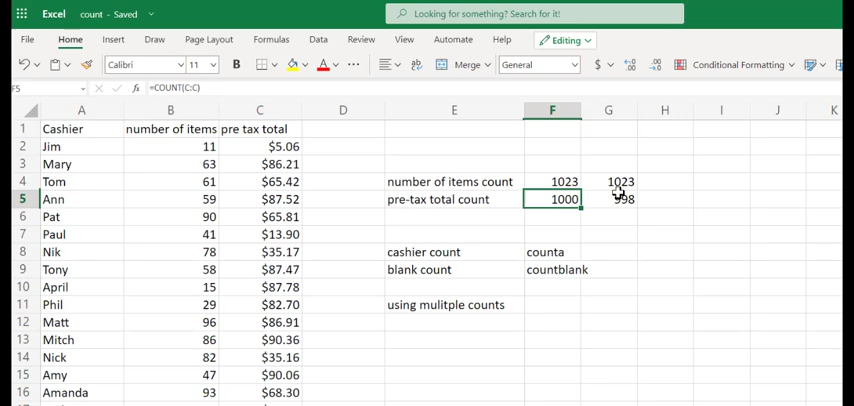 Excel count - Saved Looking for something? Search for it!
File Home Insert Draw Page Layout Formulas Data Review View Automate Help Editing
Calibri 11 B A ... ab Merge General $ .00 Conditional Formatting
F5 fx =COUNT(C:C)
A B C D E F G H I J K
1 Cashier number of items pre tax total
2 Jim 11 $5.06
3 Mary 63 $86.21
4 Tom 61 $65.42 number of items count 1023 1023
5 Ann 59 $87.52 pre-tax total count 1000 998
6 Pat 90 $65.81
7 Paul 41 $13.90
8 Nik 78 $35.17 cashier count counta
9 Tony 58 $87.47 blank count countblank
10 April 15 $87.78
11 Phil 29 $82.70 using mulitple counts
12 Matt 96 $86.91
13 Mitch 86 $90.36
14 Nick 82 $35.16
15 Amy 47 $90.06
16 Amanda 93 $68.30